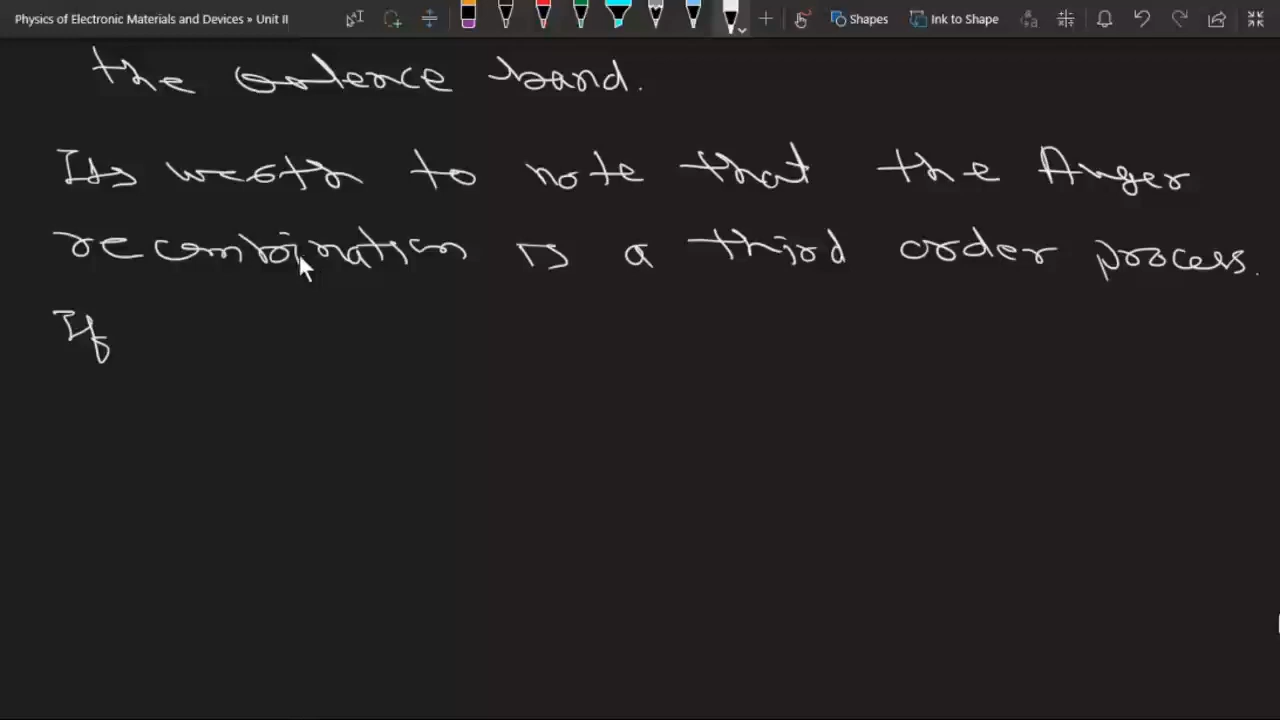 Physics of Electronic Materials and Devices » Unit II
Shapes
Ink to Shape
the valence band.
Its worth to note that the Auger
recombination is a third order process.
If